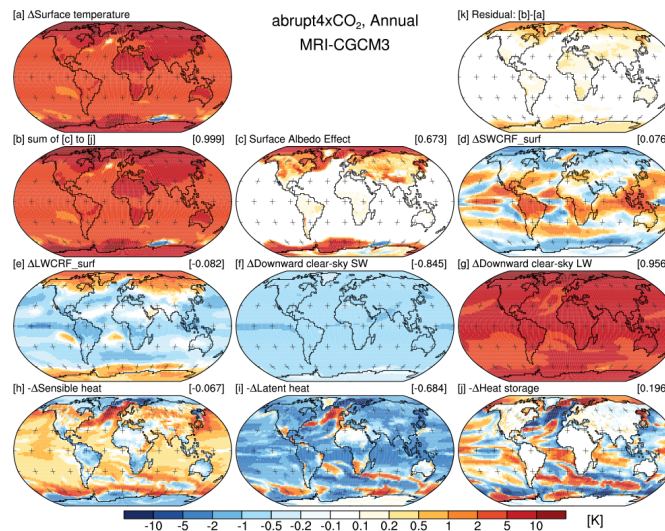 [a] ΔSurface temperature
abrupt4xCO₂, Annual
MRI-CGCM3
[k] Residual: [b]-[a]
[b] sum of [c] to [j] [0.999]
[c] Surface Albedo Effect [0.673]
[d] ΔSWCRF_surf [0.076]
[e] ΔLWCRF_surf [-0.082]
[f] ΔDownward clear-sky SW [-0.845]
[g] ΔDownward clear-sky LW [0.956]
[h] -ΔSensible heat [-0.067]
[i] -ΔLatent heat [-0.684]
[j] -ΔHeat storage [0.196]
-10 -5 -2 -1 -0.5 -0.2 -0.1 0.1 0.2 0.5 1 2 5 10 [K]